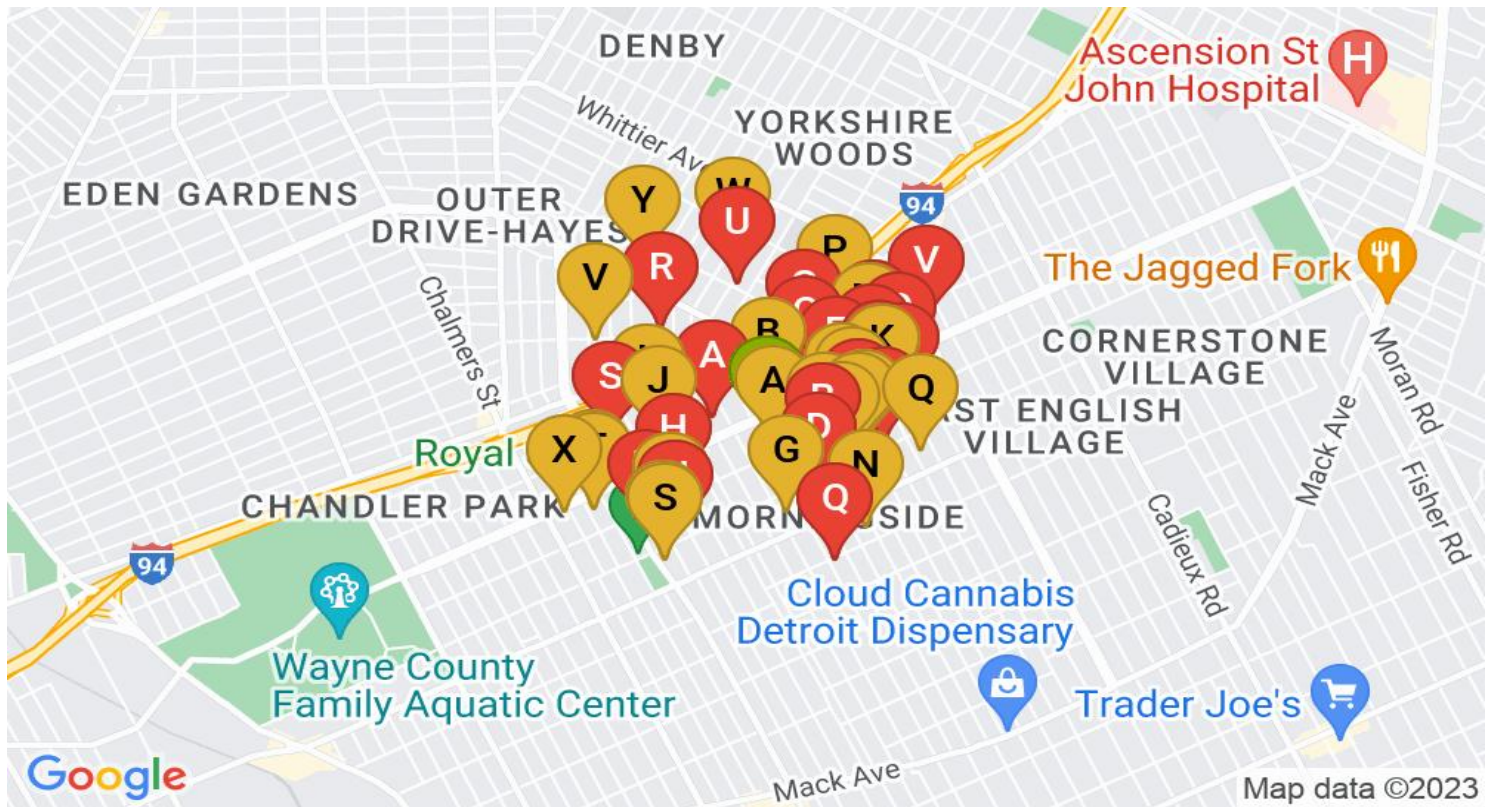 DENBY
Ascension St
John Hospital
H
Whittier Av
YORKSHIRE
WOODS
EDEN GARDENS
OUTER
DRIVE-HAYES
94
Y
W
U
P
V
R
V
The Jagged Fork
Chalmers St
B
K
A
S
J
A
Q
CORNERSTONE
VILLAGE
Moran Rd
H
D
AST ENGLISH
VILLAGE
Mack Ave
Royal
X
G
N
Fisher Rd
S
Q
CHANDLER PARK
MORN SIDE
Cadieux Rd
94
Cloud Cannabis
Detroit Dispensary
Wayne County
Family Aquatic Center
Trader Joe's
Mack Ave
Google
Map data ©2023